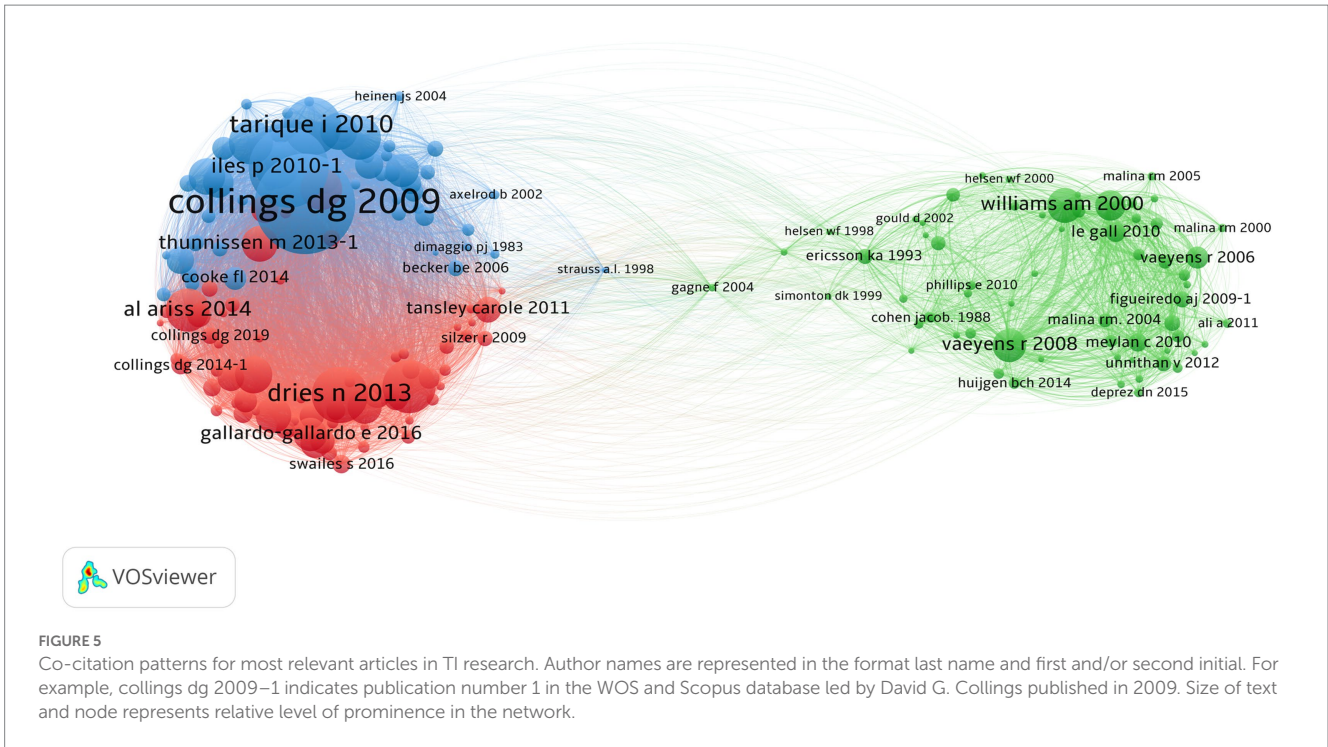 heinen js 2004
tarique i 2010
iles p 2010-1
collings dg 2009
axelrod b 2002
thunnissen m 2013-1
dimaggio pj 1983
cooke fl 2014
becker be 2006
al ariss 2014
tansley carole 2011
collings dg 2019
silzer r 2009
collings dg 2014-1
dries n 2013
gallardo-gallardo e 2016
swailes s 2016
strauss a.l. 1998
gagne f 2004
helsen wf 2000
malina rm 2005
williams am 2000
gould d 2002
helsen wf 1998
le gall 2010
malina rm 2000
ericsson ka 1993
vaeyens r 2006
phillips e 2010
simonton dk 1999
figueiredo aj 2009-1
cohen jacob. 1988
malina rm. 2004
ali a 2011
vaeyens r 2008
meylan c 2010
unnithan v 2012
huijgen bch 2014
deprez dn 2015
VOSviewer
FIGURE 5
Co-citation patterns for most relevant articles in TI research. Author names are represented in the format last name and first and/or second initial. For
example, collings dg 2009–1 indicates publication number 1 in the WOS and Scopus database led by David G. Collings published in 2009. Size of text
and node represents relative level of prominence in the network.